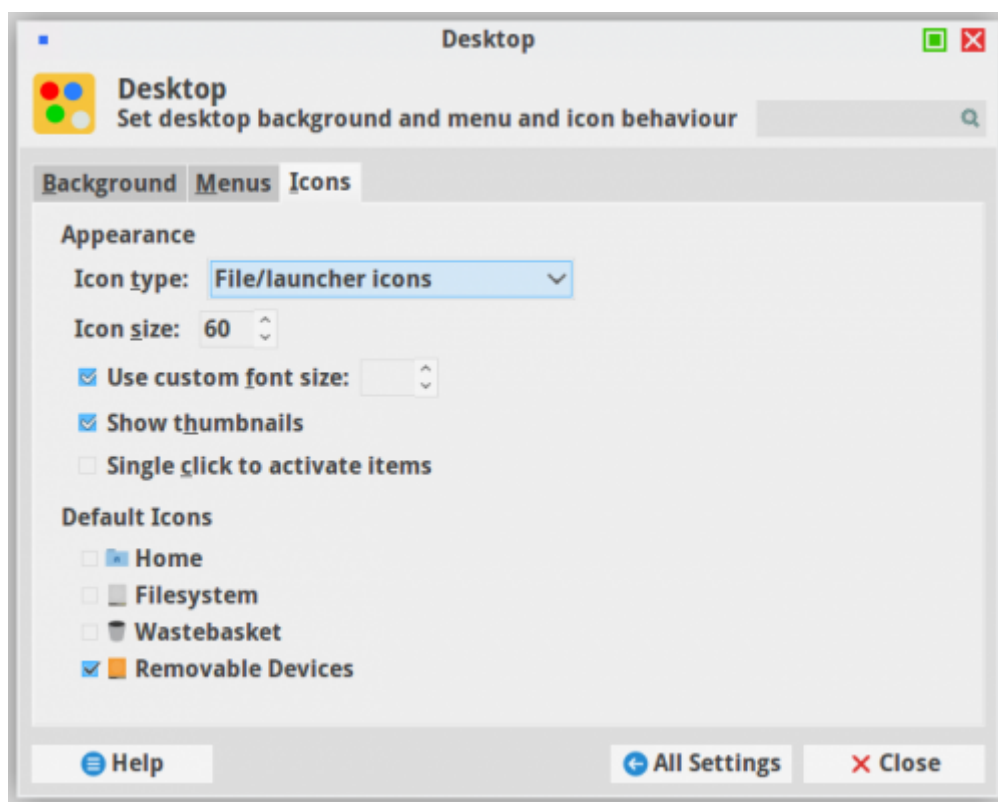 Desktop
Desktop
Set desktop background and menu and icon behaviour
Background Menus Icons
Appearance
Icon type: File/launcher icons
Icon size: 60
Use custom font size:
Show thumbnails
Single click to activate items
Default Icons
Home
Filesystem
Wastebasket
Removable Devices
Help All Settings Close